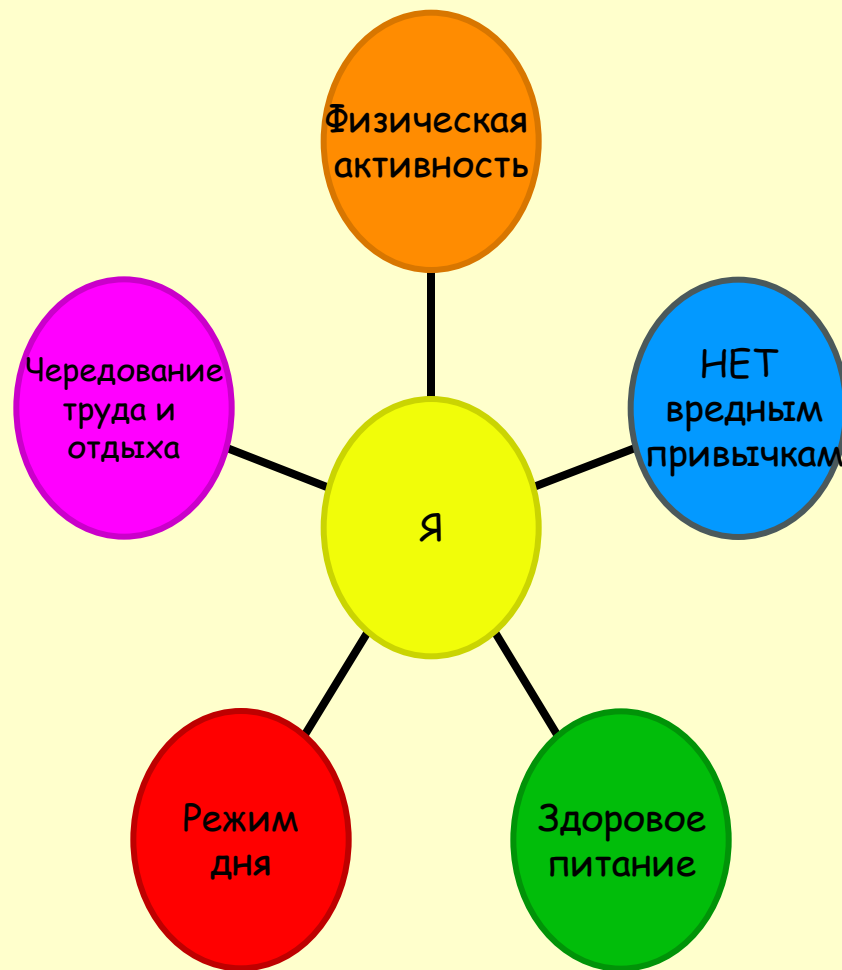 Физическая
активность
Чередование
труда и
отдыха
НЕТ
вредным
привычкам
Я
Режим
дня
Здоровое
питание